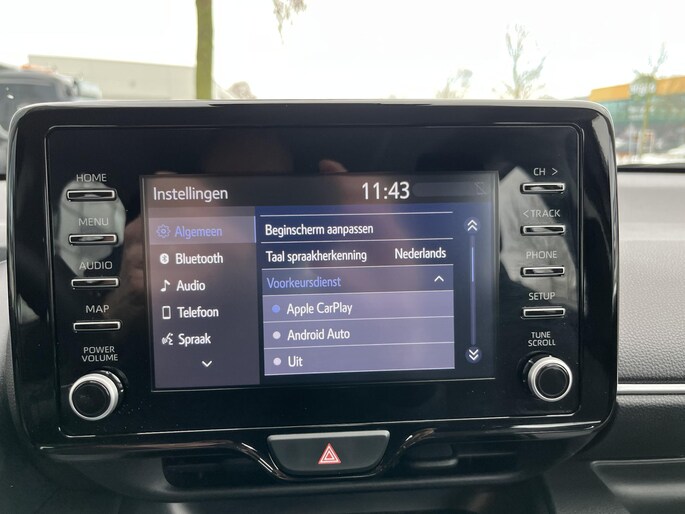 HOME
MENU
AUDIO
MAP
POWER
VOLUME
Instellingen 11:43
Algemeen
Bluetooth
Audio
Telefoon
Spraak
Beginscherm aanpassen
Taal spraakherkenning Nederlands
Voorkeursdienst
Apple CarPlay
Android Auto
Uit
CH >
< TRACK
PHONE
SETUP
TUNE
SCROLL